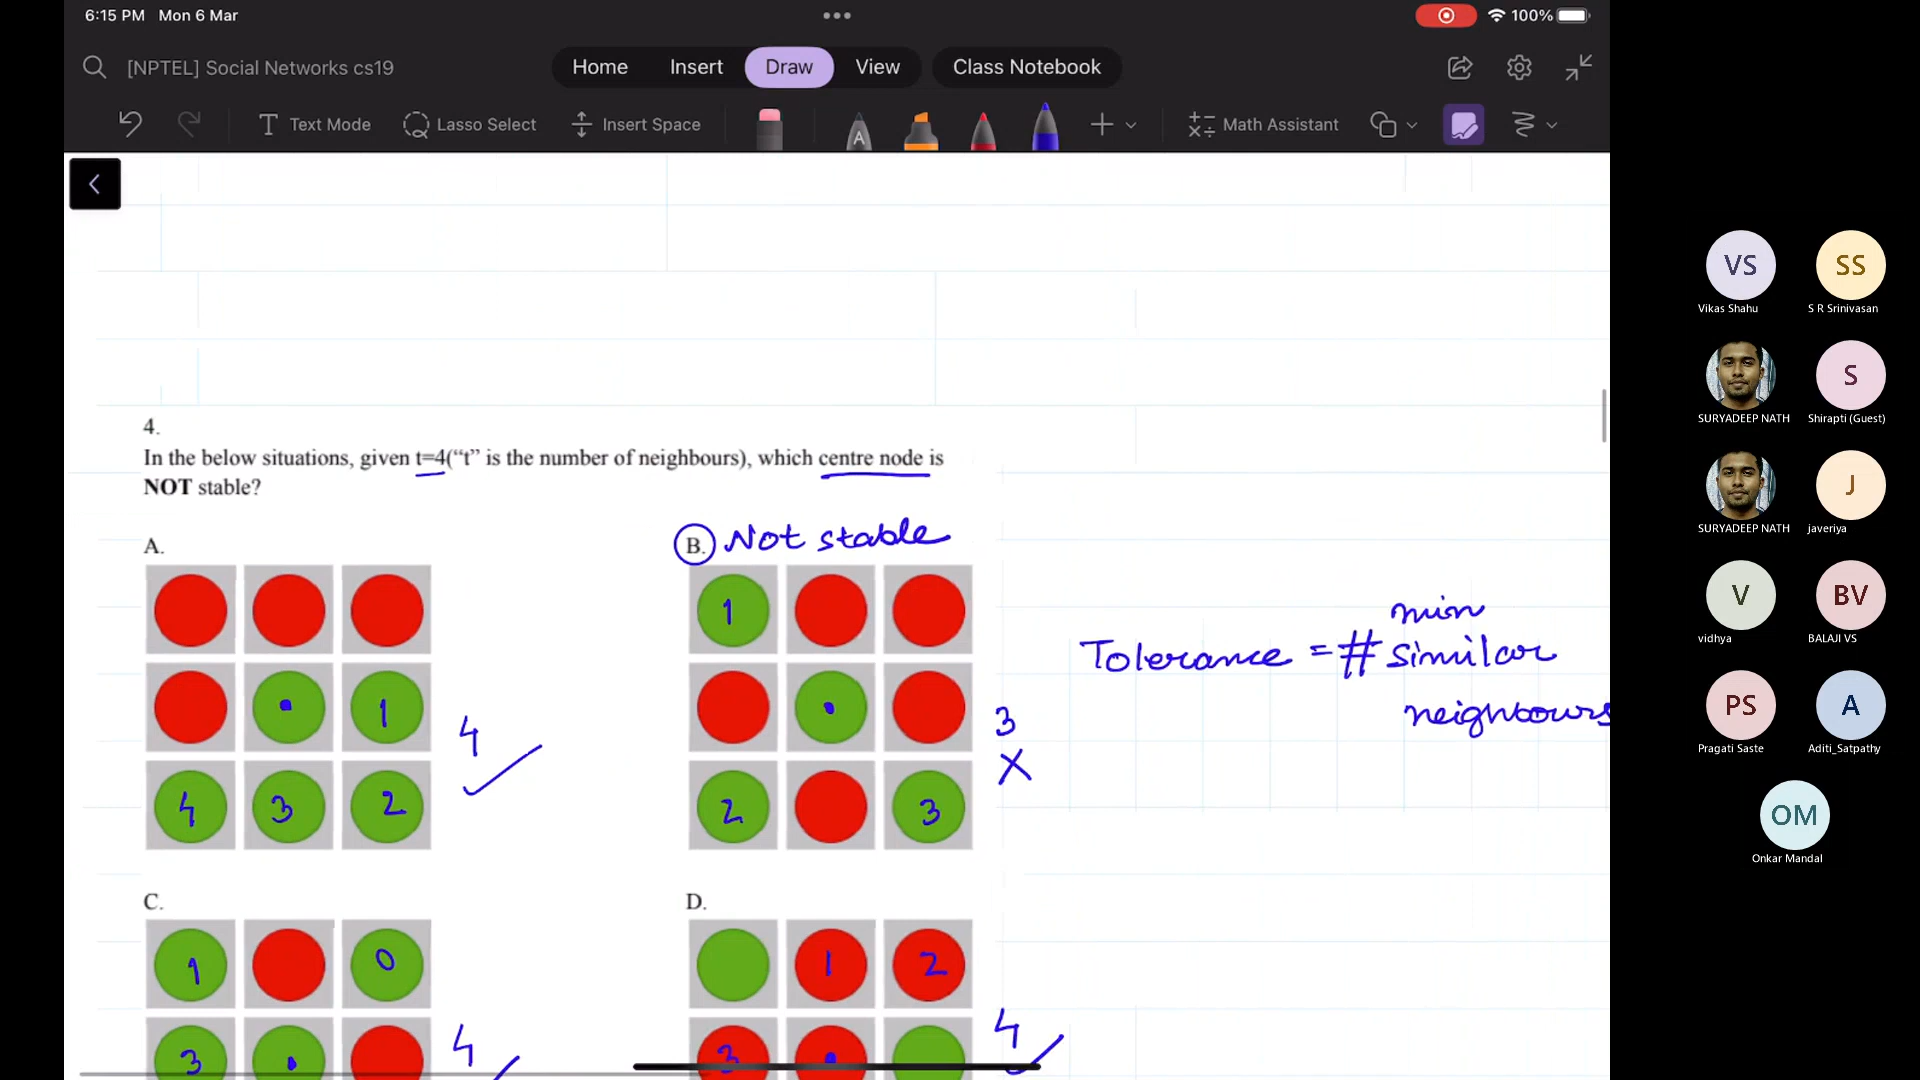 6:15 PM Mon 6 Mar
100%
[NPTEL] Social Networks cs19
Home Insert Draw View Class Notebook
Text Mode Lasso Select Insert Space A Math Assistant
4.
In the below situations, given t=4("t" is the number of neighbours), which centre node is
NOT stable?
A.
B. Not stable
1
min
Tolerance = # similar
neighbours
1
4
3
4 3 2
2 3
C.
D.
1 0
1 2
3
4
3
4
VS SS
Vikas Shahu S R Srinivasan
S
SURYADEEP NATH Shirapti (Guest)
J
SURYADEEP NATH javeriya
V BV
vidhya BALAJI VS
PS A
Pragati Saste Aditi_Satpathy
OM
Onkar Mandal